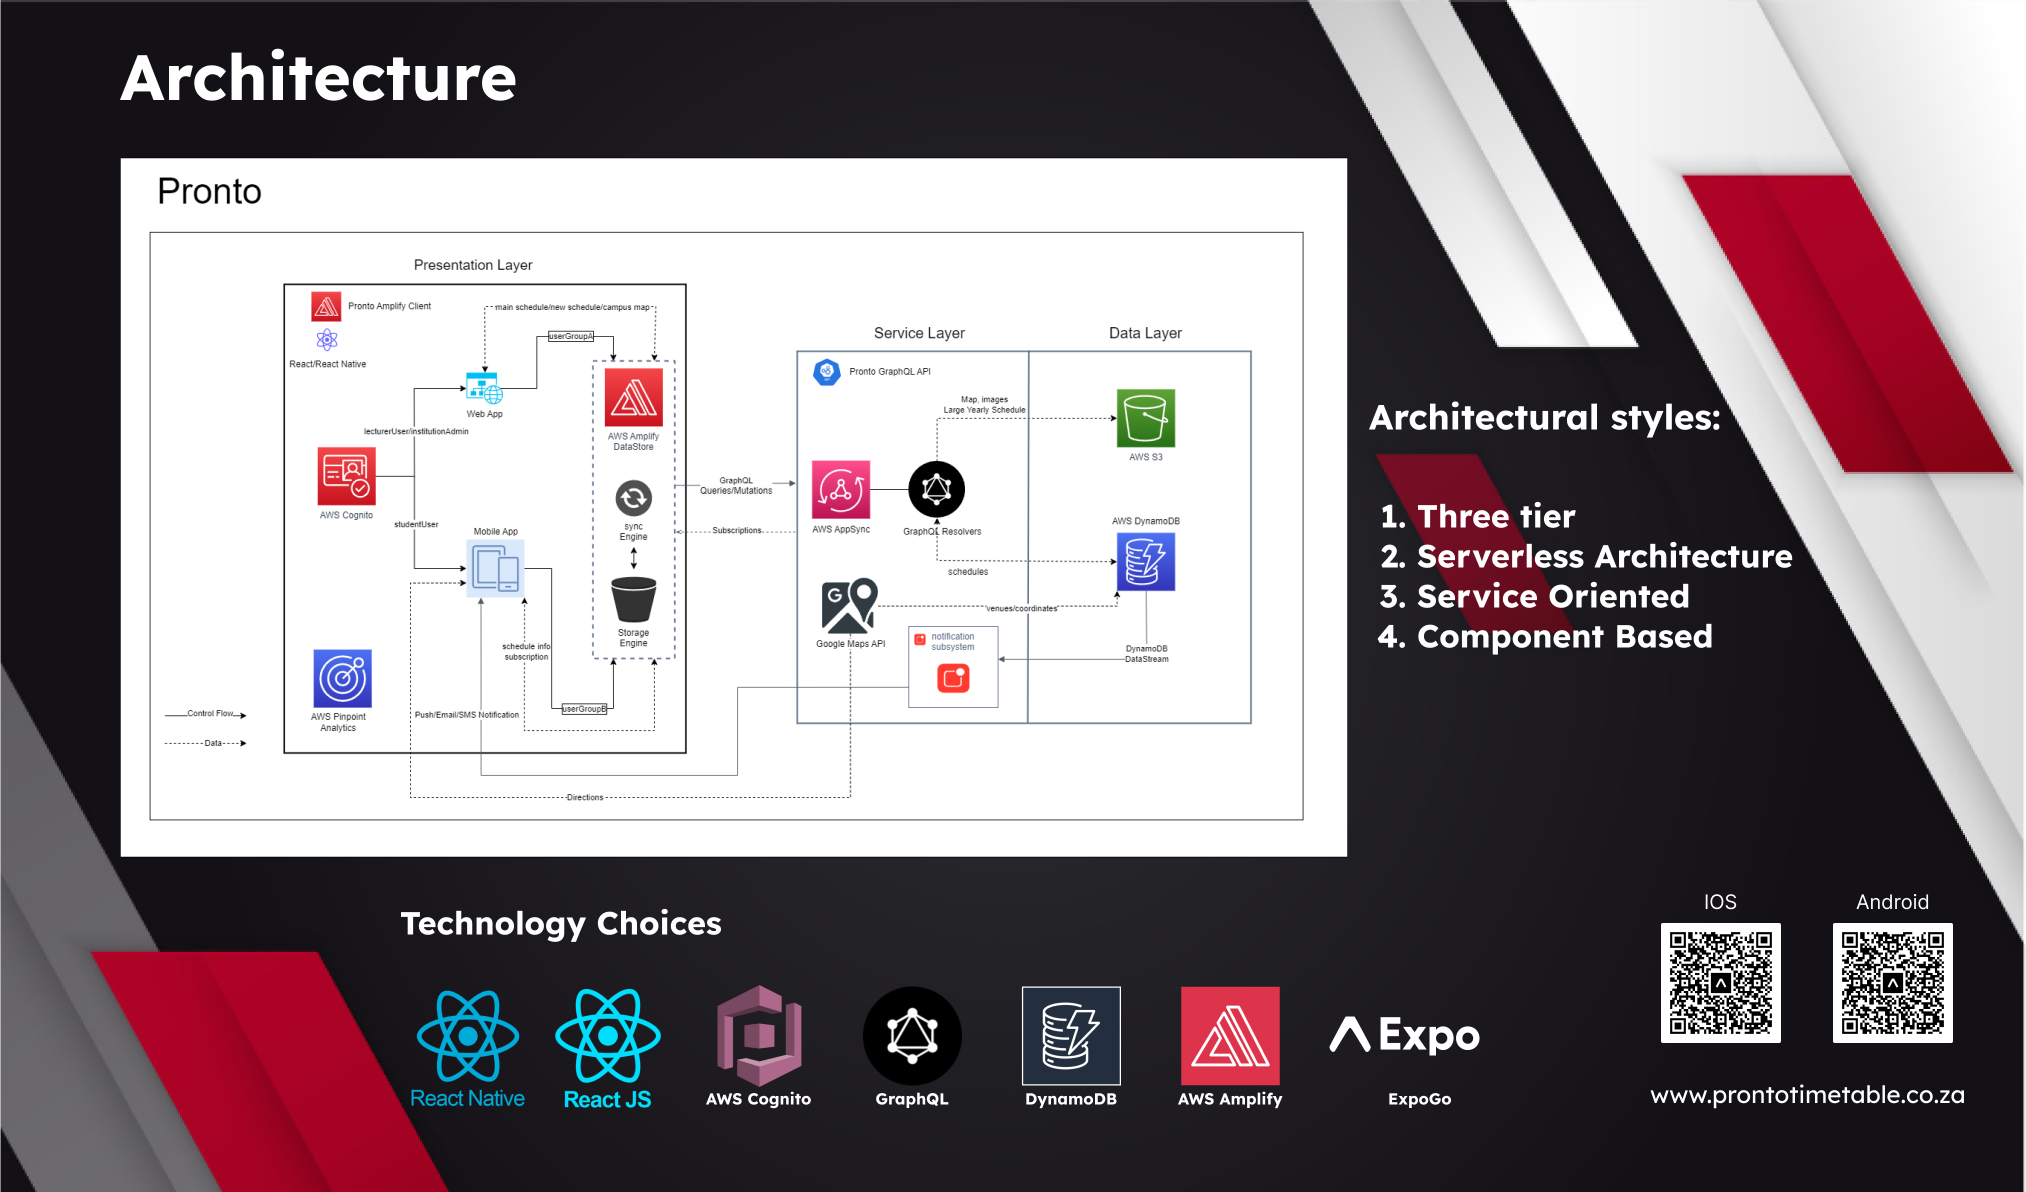 Architecture
Pronto
Presentation Layer
Pronto Amplify Client
React/React Native
main schedule/new schedule/campus map
userGroupA
Web App
lecturerUser/institutionAdmin
AWS Cognito
studentUser
Mobile App
AWS Amplify
DataStore
sync
Engine
Storage
Engine
schedule info
subscription
userGroupB
Push/Email/SMS Notification
AWS Pinpoint
Analytics
Control Flow
Data
Directions
GraphQL
Queries/Mutations
Subscriptions
Service Layer
Data Layer
Pronto GraphQL API
Map, images
Large Yearly Schedule
AWS S3
AWS AppSync
GraphQL Resolvers
AWS DynamoDB
schedules
G
Google Maps API
venues/coordinates
notification
subsystem
DynamoDB
DataStream
Architectural styles:
1. Three tier
2. Serverless Architecture
3. Service Oriented
4. Component Based
Technology Choices
React Native
React JS
AWS Cognito
GraphQL
DynamoDB
AWS Amplify
Expo
ExpoGo
IOS
Android
www.prontotimetable.co.za